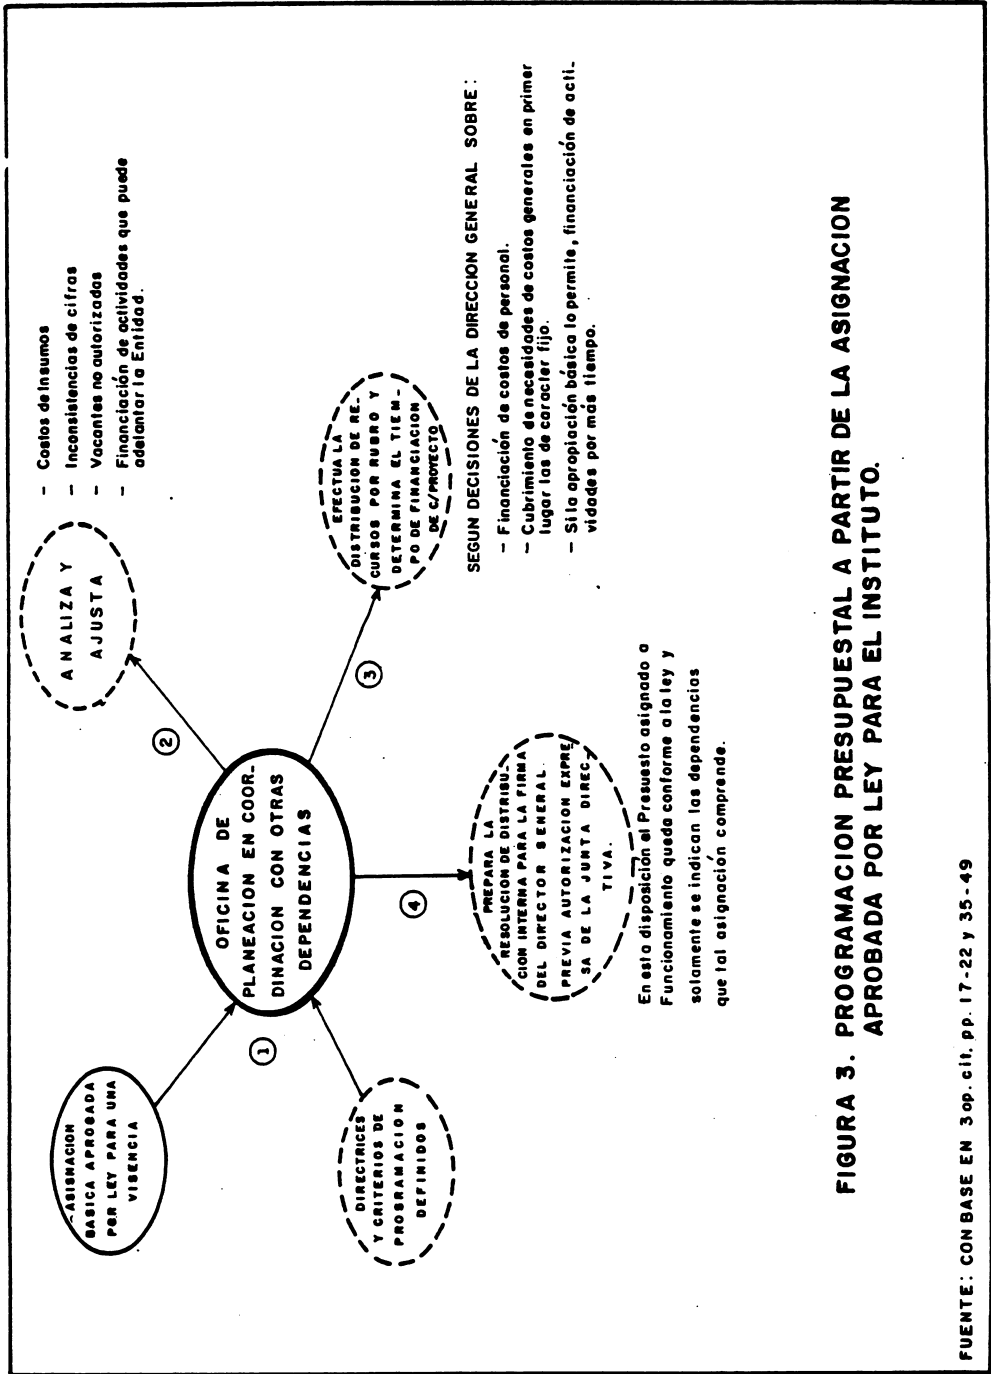 -ASIGNACION
BASICA APROBADA
POR LEY PARA UNA
VIGENCIA
DIRECTRICES
Y CRITERIOS DE
PROGRAMACION
DEFINIDOS
1
OFICINA DE
PLANEACION EN COOR-
DINACION CON OTRAS
DEPENDENCIAS
2
ANALIZA Y
AJUSTA
- Costos de Insumos
- Inconsistencias de cifras
- Vacantes no autorizadas
- Financiación de actividades que puede
adelantar la Entidad.
3
EFECTUA LA
DISTRIBUCION DE RE-
CURSOS POR RUBRO Y
DETERMINA EL TIEM-
PO DE FINANCIACION
DE C/PROYECTO
SEGUN DECISIONES DE LA DIRECCION GENERAL SOBRE:
- Financiación de costos de personal.
- Cubrimiento de necesidades de costos generales en primer
lugar las de caracter fijo.
- Si la apropiación básica lo permite, financiación de acti-
vidades por más tiempo.
4
PREPARA LA
RESOLUCION DE DISTRIBU-
CION INTERNA PARA LA FIRMA
DEL DIRECTOR GENERAL.
PREVIA AUTORIZACION EXPRE
SA DE LA JUNTA DIREC-
TIVA.
En esta disposición el Presuesto asignado a
Funcionamiento queda conforme a la ley y
solamente se indican las dependencias
que tal asignación comprende.
FIGURA 3. PROGRAMACION PRESUPUESTAL A PARTIR DE LA ASIGNACION
APROBADA POR LEY PARA EL INSTITUTO.
FUENTE: CON BASE EN 3 op. cit. pp. 17-22 y 35-49